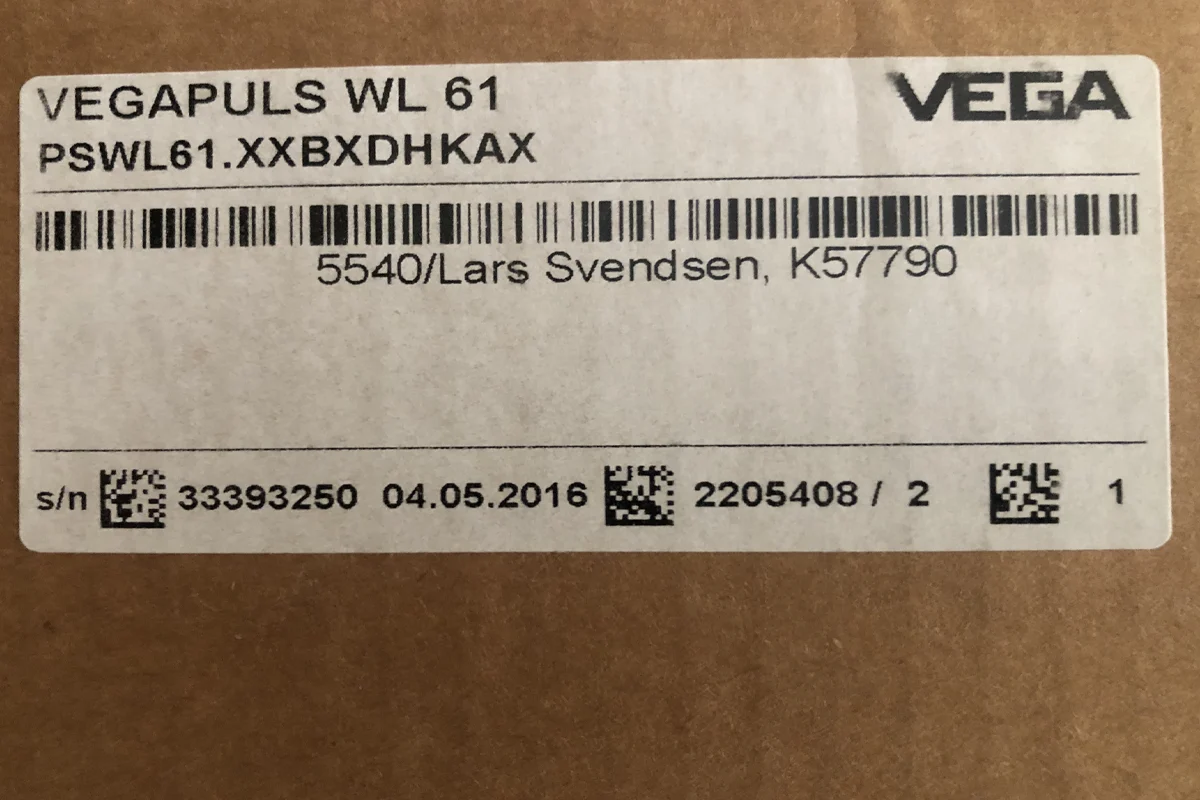 VEGAPULS WL 61
VEGA
PSWL61.XXBXDHKAX
5540/Lars Svendsen, K57790
s/n 33393250 04.05.2016 2205408 / 2 1